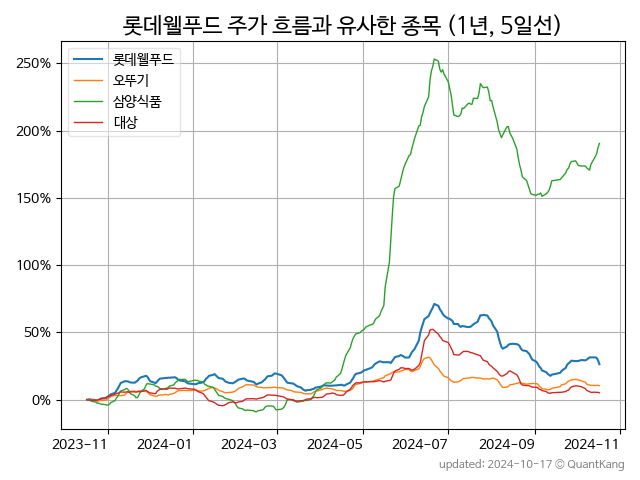 롯데웰푸드 주가 흐름과 유사한 종목 (1년, 5일선)
롯데웰푸드
오뚜기
삼양식품
대상
250%
200%
150%
100%
50%
0%
2023-11 2024-01 2024-03 2024-05 2024-07 2024-09 2024-11
updated: 2024-10-17 © QuantKang